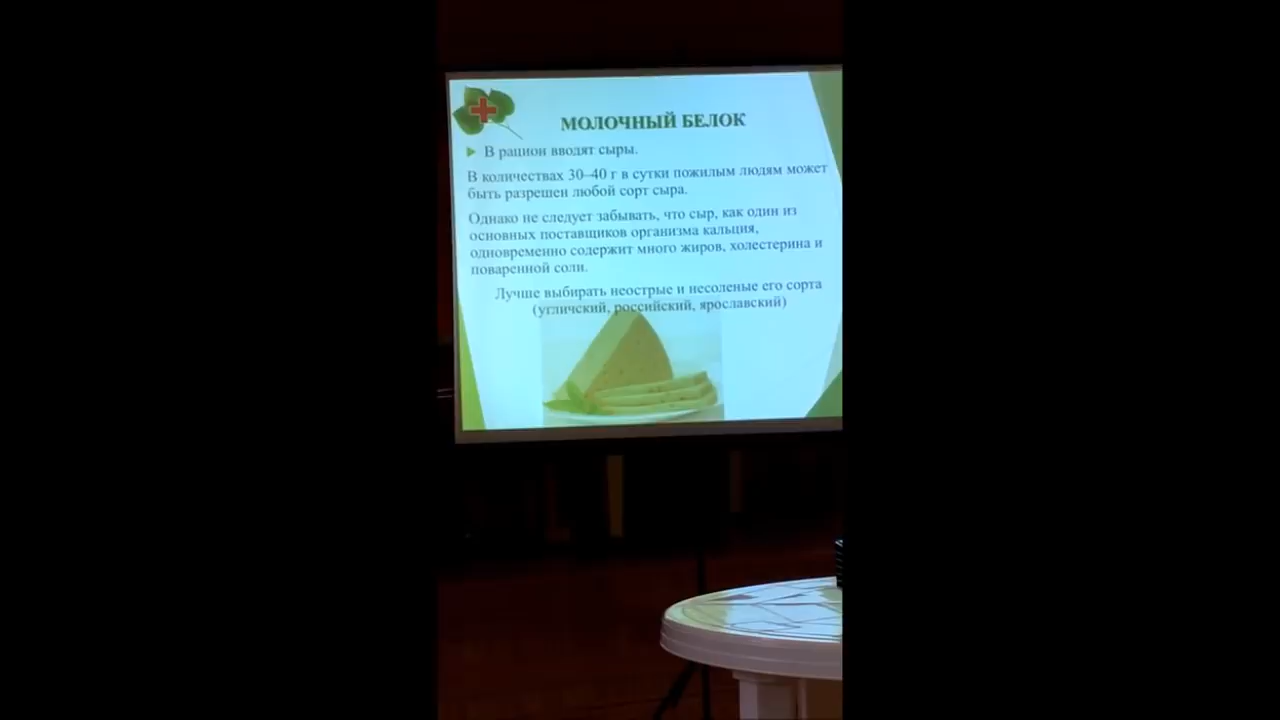 МОЛОЧНЫЙ БЕЛОК
В рацион вводят сыры.
В количествах 30–40 г в сутки пожилым людям может
быть разрешен любой сорт сыра.
Однако не следует забывать, что сыр, как один из
основных поставщиков организма кальция,
одновременно содержит много жиров, холестерина и
поваренной соли.
Лучше выбирать неострые и несоленые его сорта
(угличский, российский, ярославский)